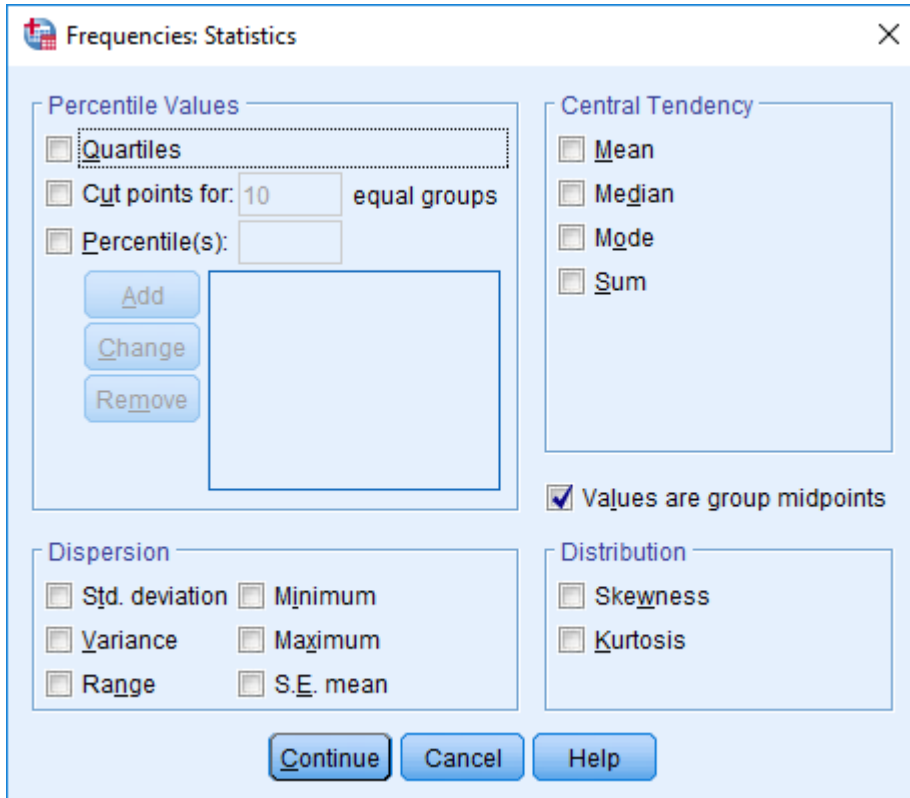 Frequencies: Statistics
Percentile Values
Quartiles
Cut points for: 10 equal groups
Percentile(s):
Add
Change
Remove
Central Tendency
Mean
Median
Mode
Sum
Values are group midpoints
Dispersion
Std. deviation Minimum
Variance Maximum
Range S.E. mean
Distribution
Skewness
Kurtosis
Continue Cancel Help